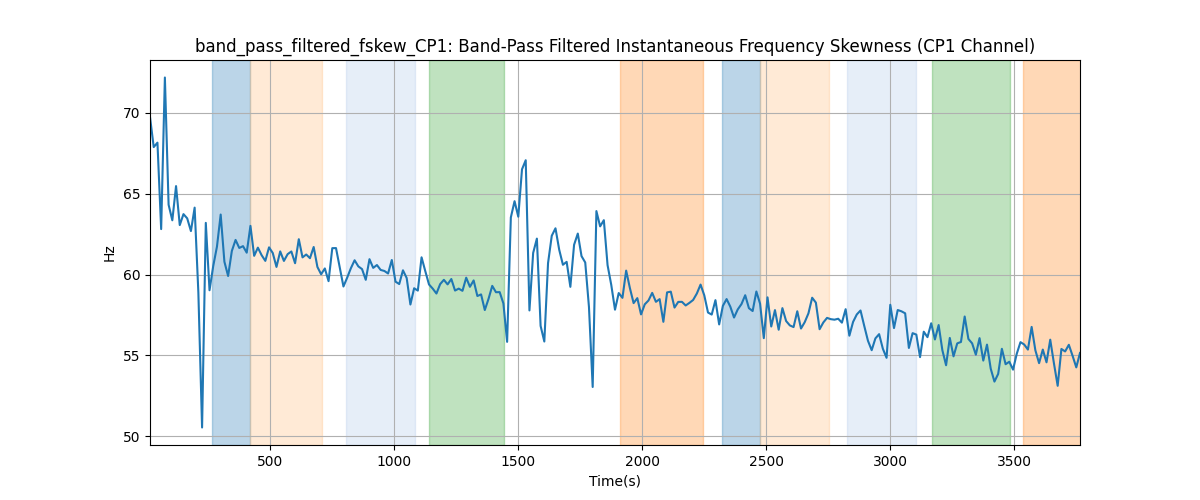 band_pass_filtered_fskew_CP1: Band-Pass Filtered Instantaneous Frequency Skewness (CP1 Channel)
70
65
60
55
50
Hz
500 1000 1500 2000 2500 3000 3500
Time(s)